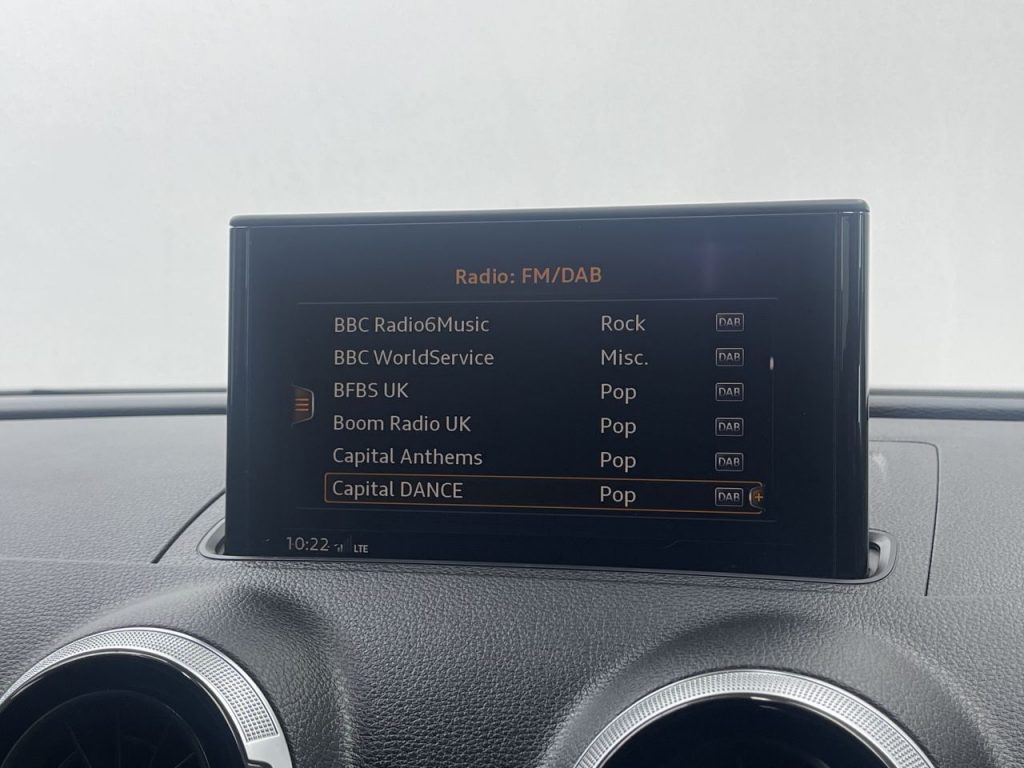 Radio: FM/DAB
BBC Radio6Music Rock DAB
BBC WorldService Misc. DAB
BFBS UK Pop DAB
Boom Radio UK Pop DAB
Capital Anthems Pop DAB
Capital DANCE Pop DAB +
10:22 LTE